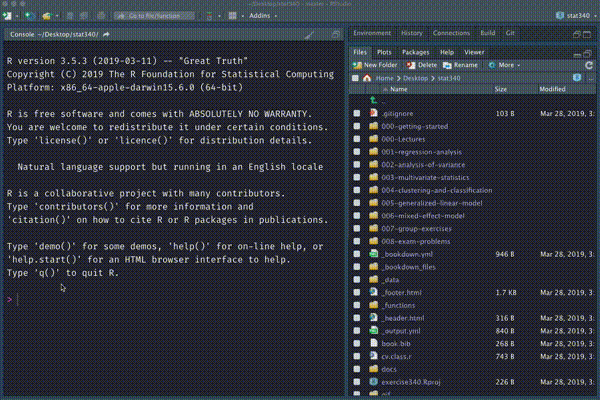 ~/Desktop/stat340 - master - RStudio
Go to file/function
Addins
stat340
Console ~/Desktop/stat340/
R version 3.5.3 (2019-03-11) -- "Great Truth"
Copyright (C) 2019 The R Foundation for Statistical Computing
Platform: x86_64-apple-darwin15.6.0 (64-bit)
R is free software and comes with ABSOLUTELY NO WARRANTY.
You are welcome to redistribute it under certain conditions.
Type 'license()' or 'licence()' for distribution details.
Natural language support but running in an English locale
R is a collaborative project with many contributors.
Type 'contributors()' for more information and
'citation()' on how to cite R or R packages in publications.
Type 'demo()' for some demos, 'help()' for on-line help, or
'help.start()' for an HTML browser interface to help.
Type 'q()' to quit R.
>
Environment History Connections Build Git
Files Plots Packages Help Viewer
New Folder Delete Rename More
Home Desktop stat340
Name Size Modified
..
.gitignore 103 B Mar 28, 2019, 3:
000-getting-started
000-Lectures
001-regression-analysis
002-analysis-of-variance
003-multivariate-statistics
004-clustering-and-classification
005-generalized-linear-model
006-mixed-effect-model
007-group-exercises
008-exam-problems
_bookdown.yml 946 B Mar 28, 2019, 3:
_bookdown_files
_data
_footer.html 1.7 KB Mar 28, 2019, 3:
_functions
_header.html 316 B Mar 28, 2019, 3:
_output.yml 840 B Mar 28, 2019, 3:
book.bib 268 B Mar 28, 2019, 3:
cv.class.r 743 B Mar 28, 2019, 3:
docs
exercise340.Rproj 226 B Mar 28, 2019, 3: